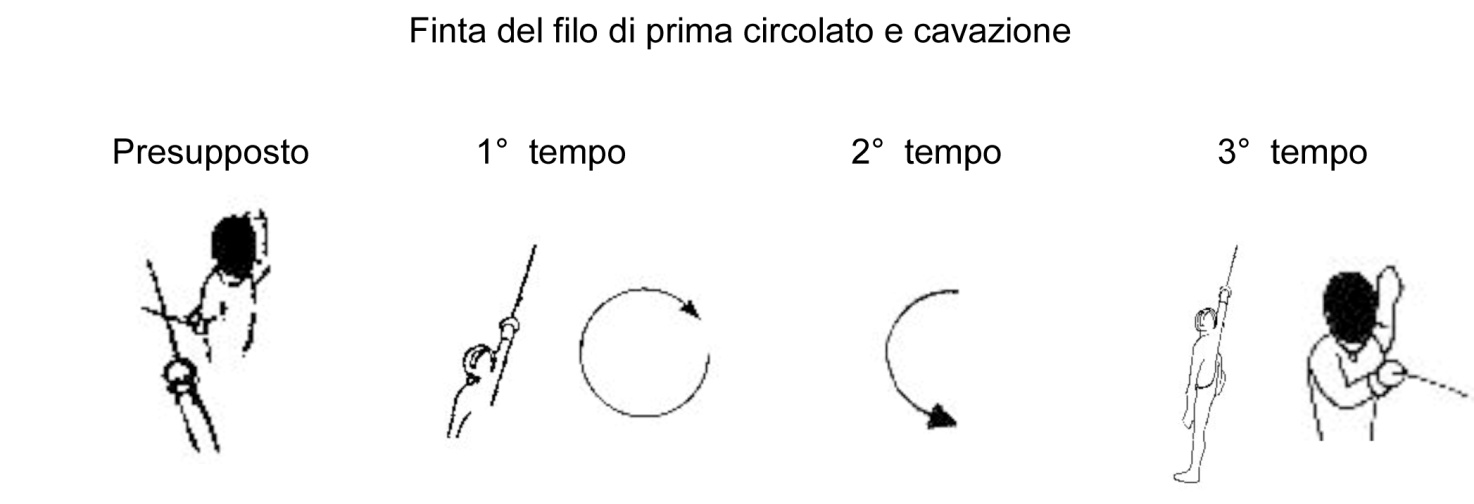 Finta del filo di prima circolato e cavazione
Presupposto 1° tempo 2° tempo 3° tempo